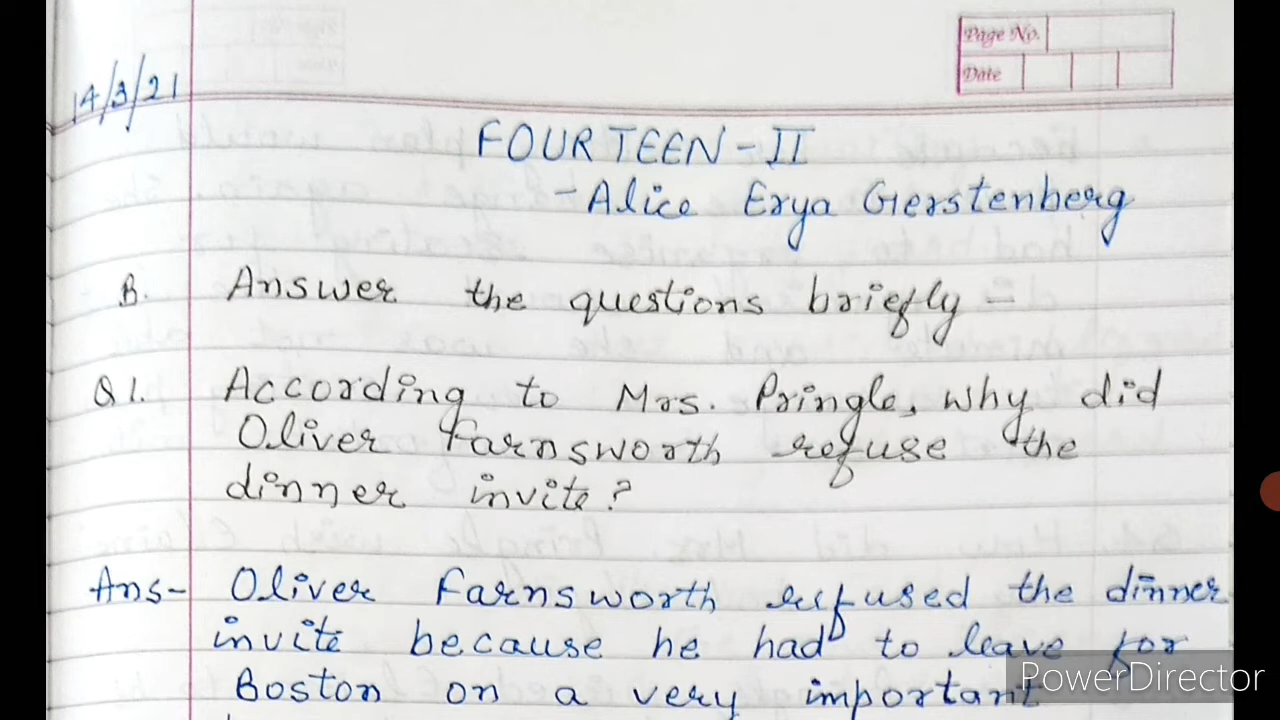 Page No.
Date
14/3/21
FOURTEEN-II
-Alice Erya Gerstenberg
B. Answer the questions briefly -
Q1. According to Mrs. Pringle, why did
Oliver Farnsworth refuse the
dinner invite?
Ans- Oliver Farnsworth refused the dinner
invite because he had to leave for
Boston on a very important
PowerDirector